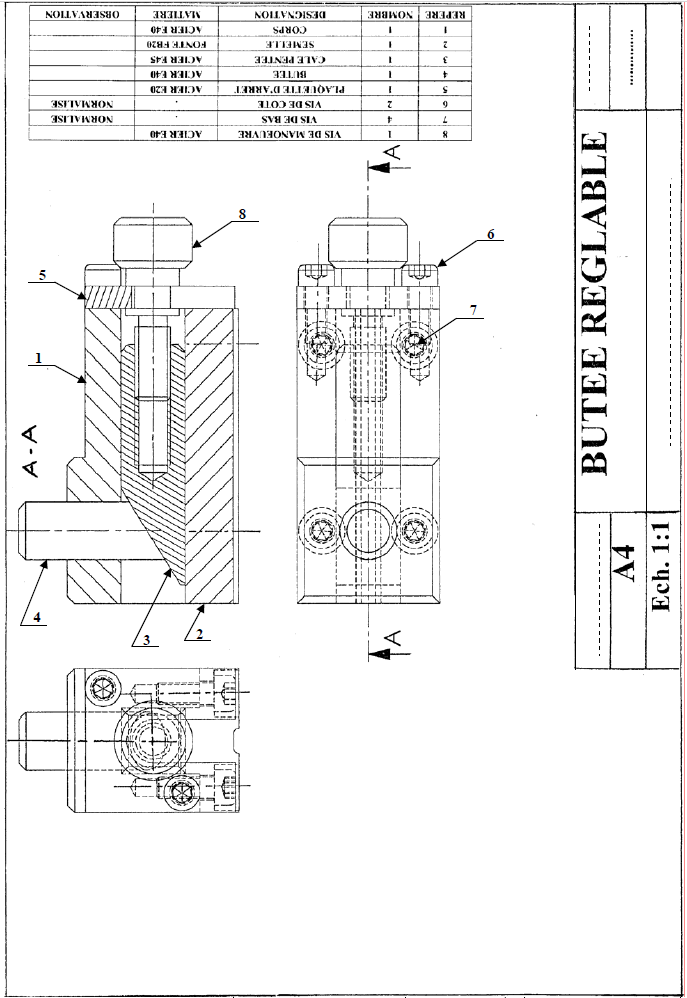 8 1 VIS DE MANOEUVRE ACIER E40
7 4 VIS DE BAS . NORMALISE
6 2 VIS DE COTE . NORMALISE
5 1 PLAQUETTE D'ARRET ACIER E20
4 1 BUTEE ACIER E40
3 1 CALE PENTEE ACIER E45
2 1 SEMELLE FONTE FB20
1 1 CORPS ACIER E40
REPERE NOMBRE DESIGNATION MATIERE OBSERVATION
A
8
6
5
7
1
A-A
4
3
2
A
BUTEE REGLABLE
A4
Ech. 1:1